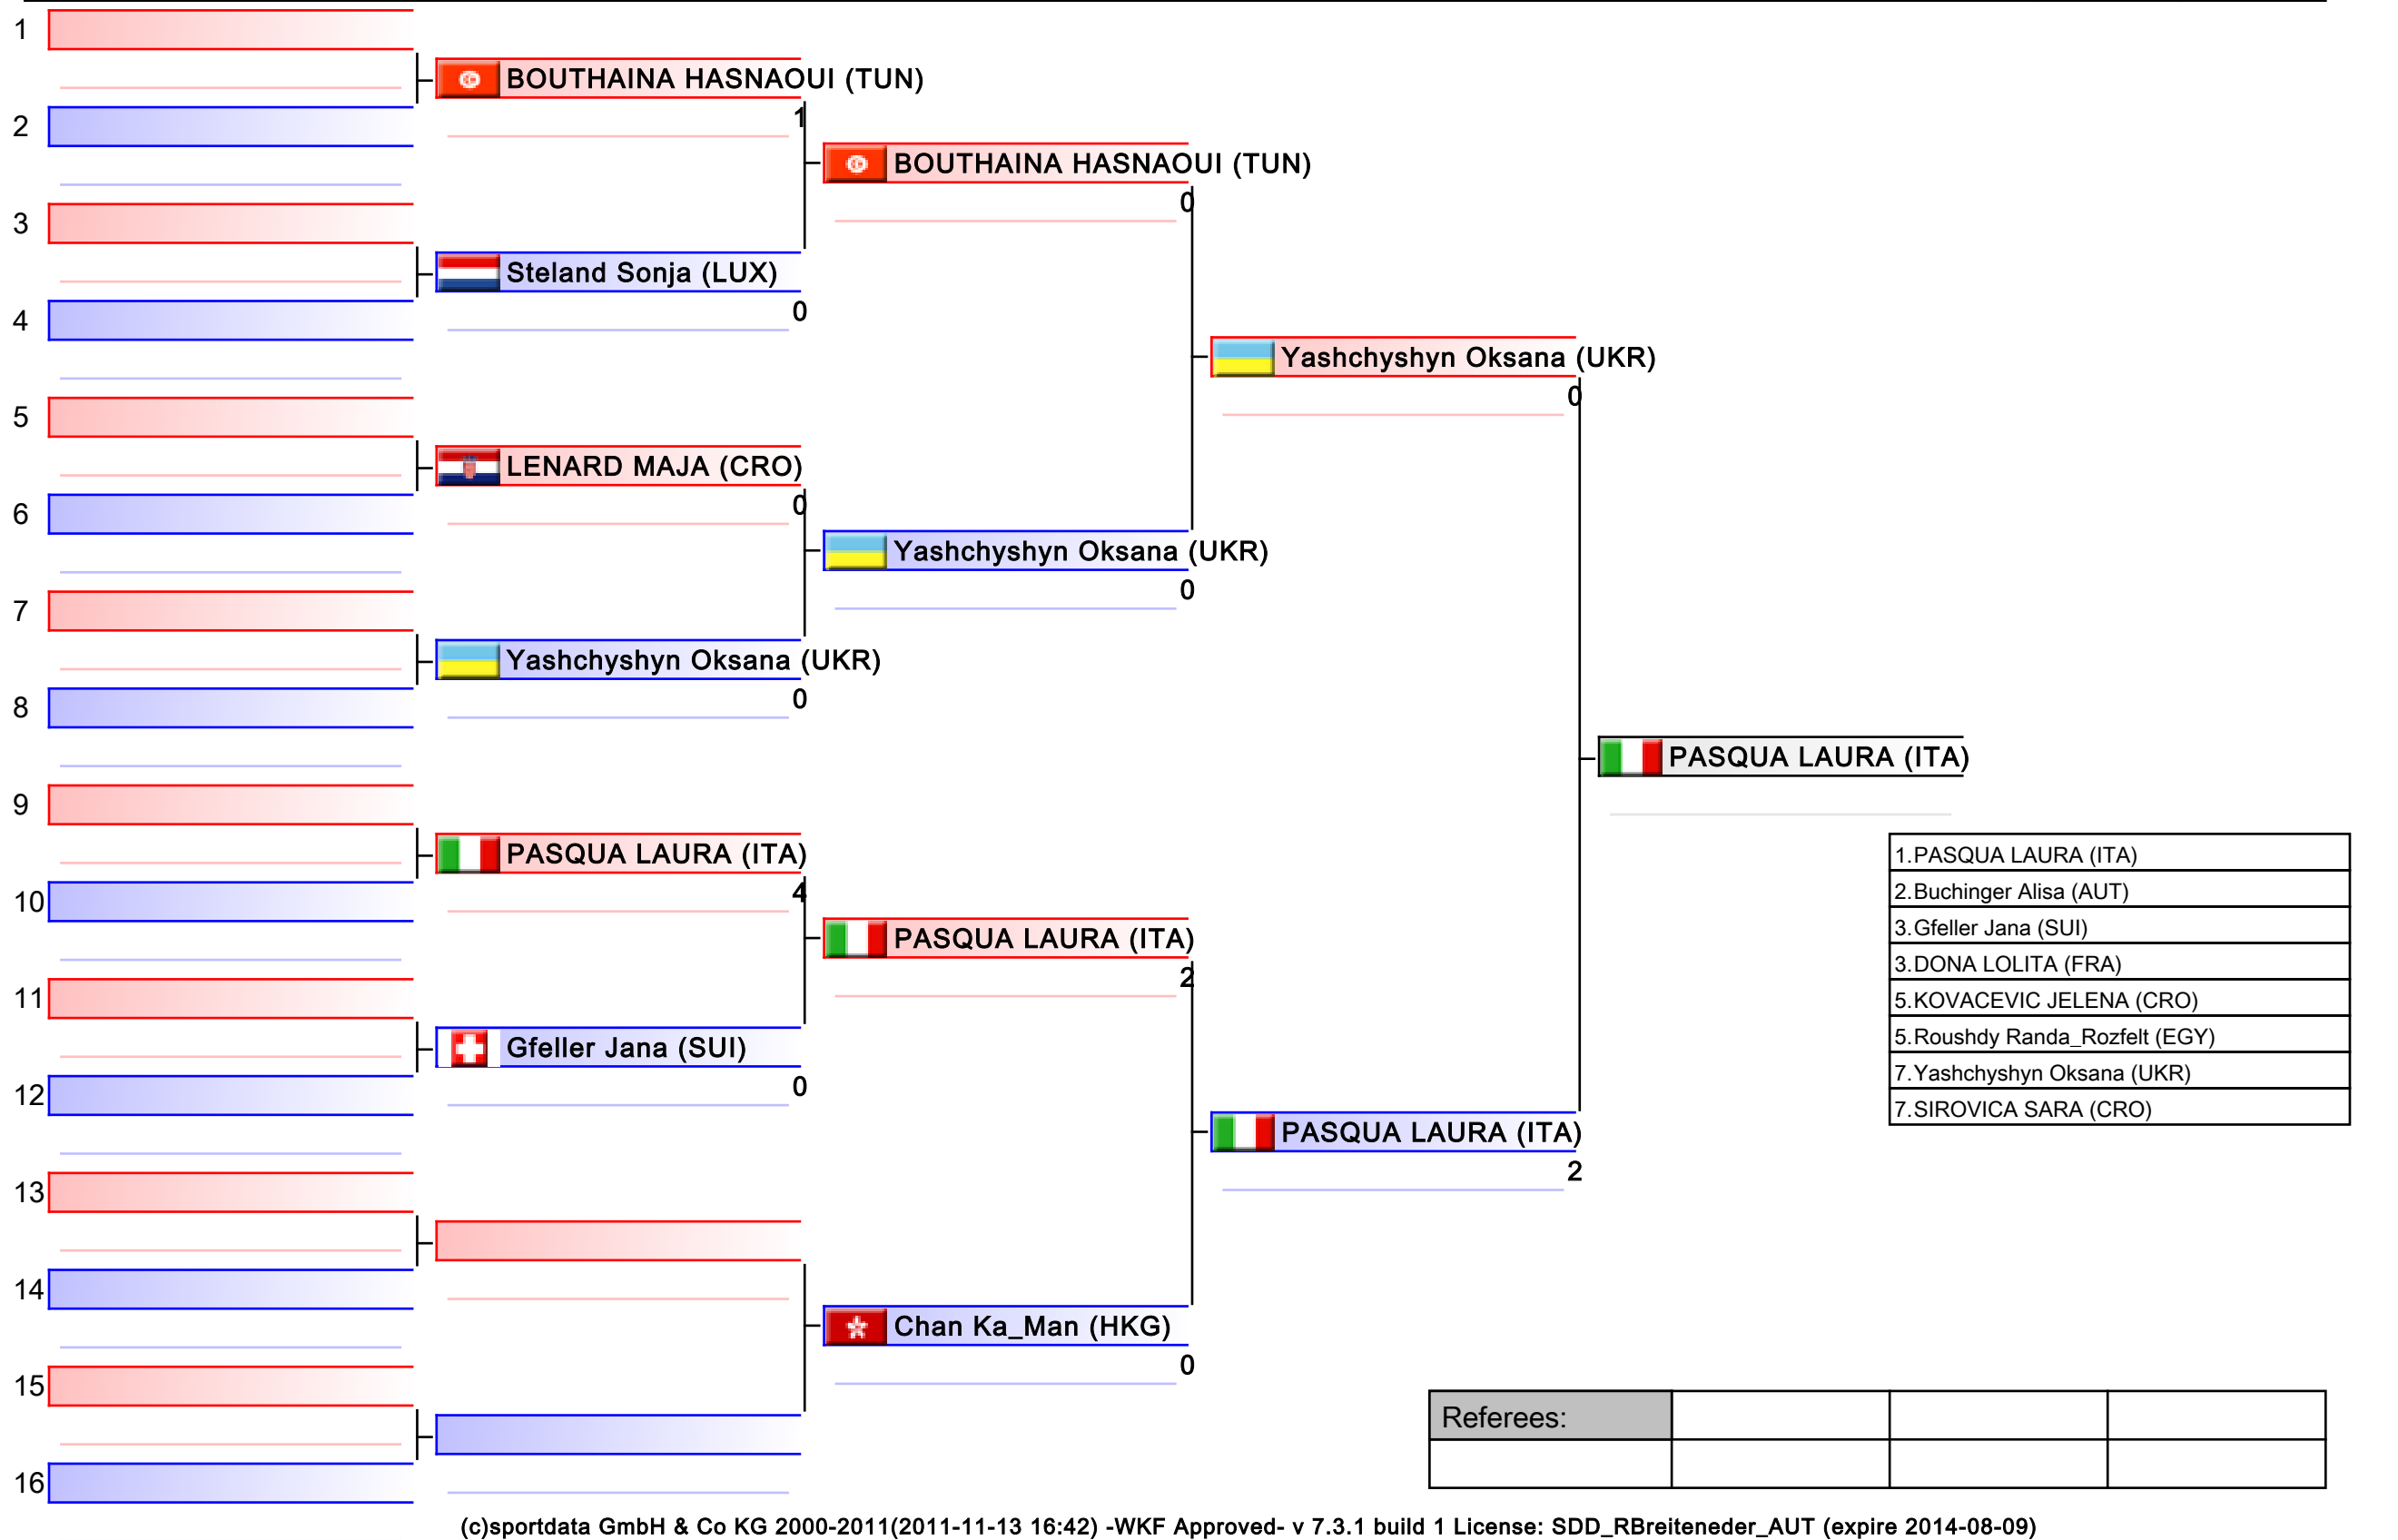 1
BOUTHAINA HASNAOUI (TUN)
1
2
BOUTHAINA HASNAOUI (TUN)
0
3
Steland Sonja (LUX)
0
4
Yashchyshyn Oksana (UKR)
0
5
LENARD MAJA (CRO)
0
6
Yashchyshyn Oksana (UKR)
0
7
Yashchyshyn Oksana (UKR)
0
8
PASQUA LAURA (ITA)
9
PASQUA LAURA (ITA)
4
10
PASQUA LAURA (ITA)
2
11
Gfeller Jana (SUI)
0
12
PASQUA LAURA (ITA)
2
13
14
Chan Ka_Man (HKG)
0
15
16
1.PASQUA LAURA (ITA)
2.Buchinger Alisa (AUT)
3.Gfeller Jana (SUI)
3.DONA LOLITA (FRA)
5.KOVACEVIC JELENA (CRO)
5.Roushdy Randa_Rozfelt (EGY)
7.Yashchyshyn Oksana (UKR)
7.SIROVICA SARA (CRO)
Referees:
(c)sportdata GmbH & Co KG 2000-2011(2011-11-13 16:42) -WKF Approved- v 7.3.1 build 1 License: SDD_RBreiteneder_AUT (expire 2014-08-09)